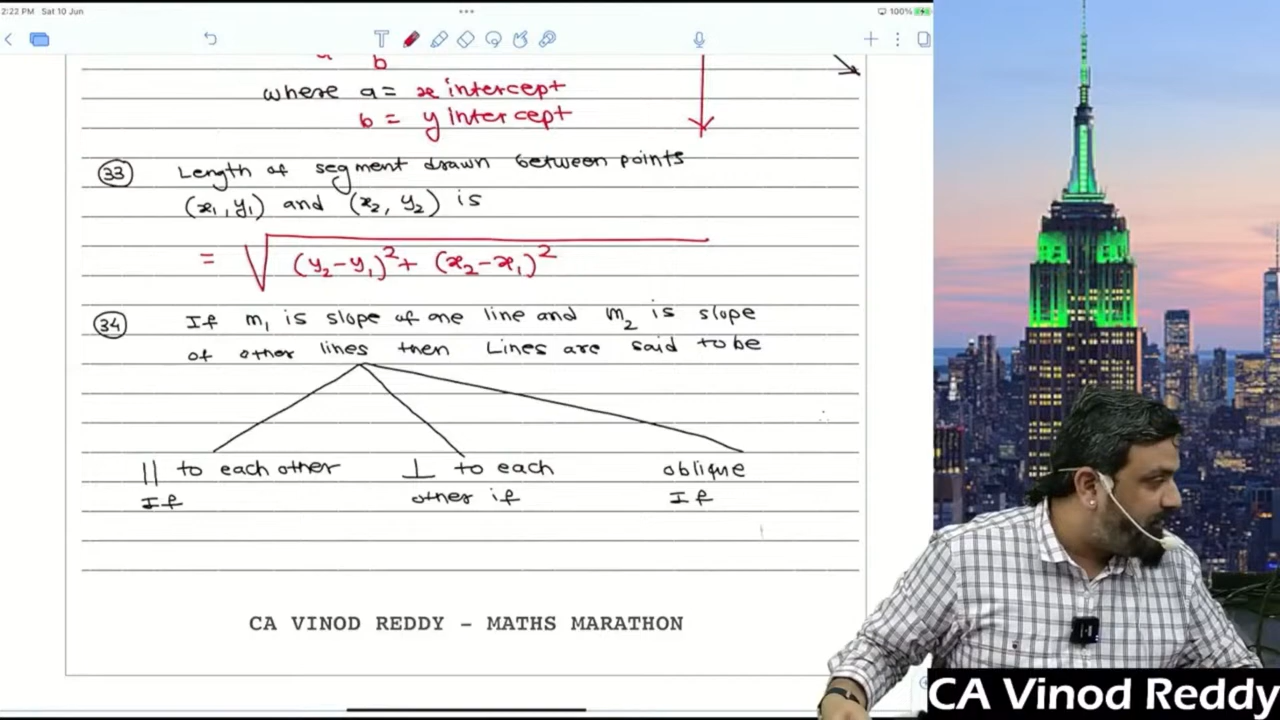 2:22 PM Sat 10 Jun
100%
T
a b
where a = x intercept
b = y intercept
33 Length of segment drawn between points
(x₁, y₁) and (x₂, y₂) is
= √(y₂-y₁)² + (x₂-x₁)²
34 If m₁ is slope of one line and m₂ is slope
of other lines then Lines are said to be
|| to each other
If
⊥ to each
other if
oblique
If
CA VINOD REDDY - MATHS MARATHON
CA Vinod Reddy